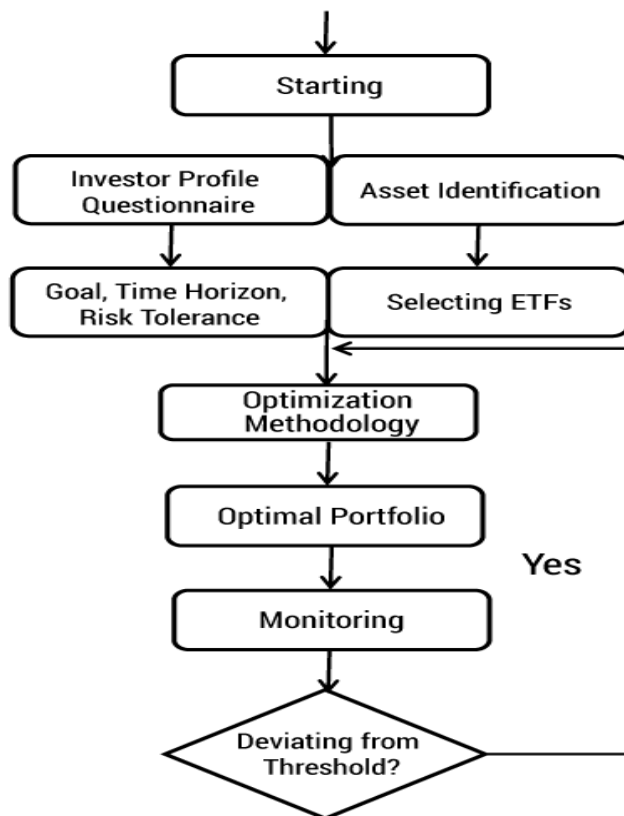 Starting
Investor Profile
Questionnaire
Asset Identification
Goal, Time Horizon,
Risk Tolerance
Selecting ETFs
Optimization
Methodology
Optimal Portfolio
Yes
Monitoring
Deviating from
Threshold?